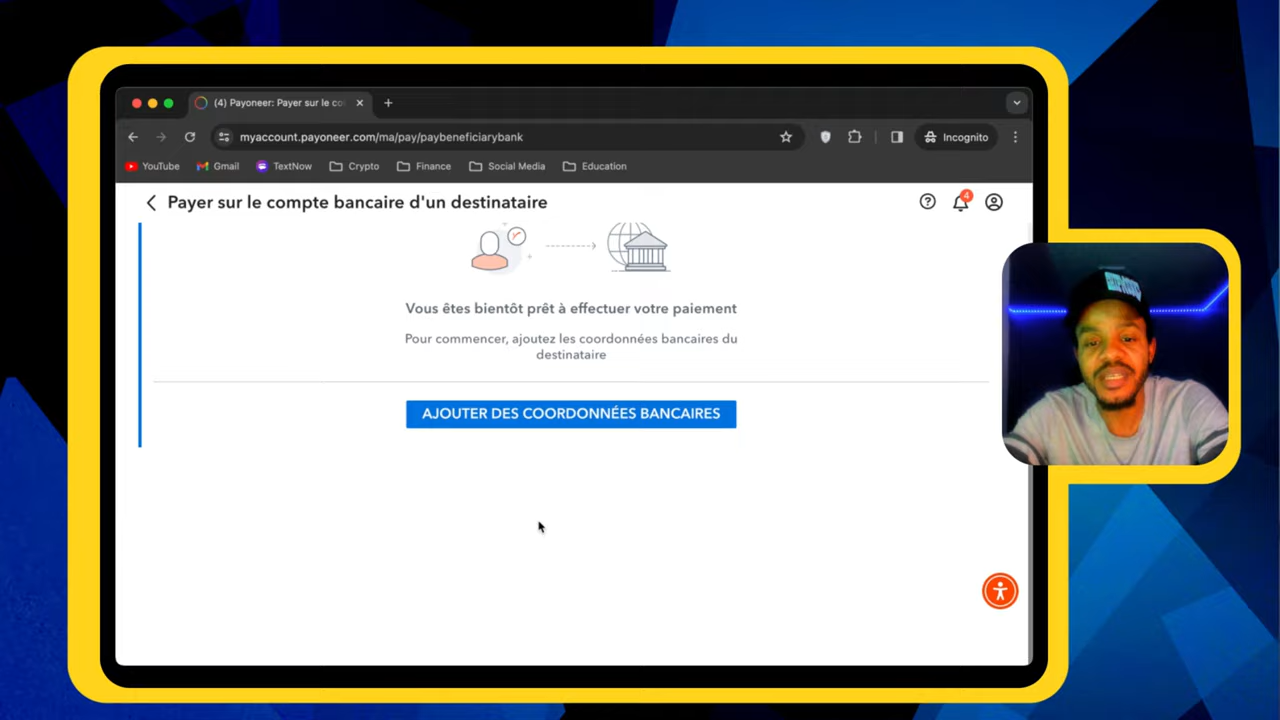 (4) Payoneer: Payer sur le co
myaccount.payoneer.com/ma/pay/paybeneficiarybank
Incognito
YouTube
Gmail
TextNow
Crypto
Finance
Social Media
Education
Payer sur le compte bancaire d'un destinataire
4
Vous êtes bientôt prêt à effectuer votre paiement
Pour commencer, ajoutez les coordonnées bancaires du
destinataire
AJOUTER DES COORDONNÉES BANCAIRES